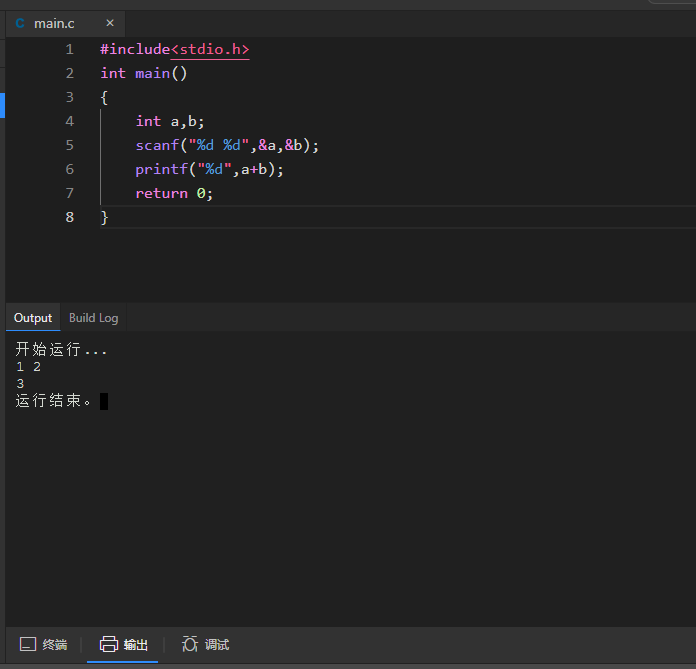 C main.c ×
1 #include<stdio.h>
2 int main()
3 {
4 int a,b;
5 scanf("%d %d",&a,&b);
6 printf("%d",a+b);
7 return 0;
8 }
Output Build Log
开始运行...
1 2
3
运行结束。
终端 输出 调试